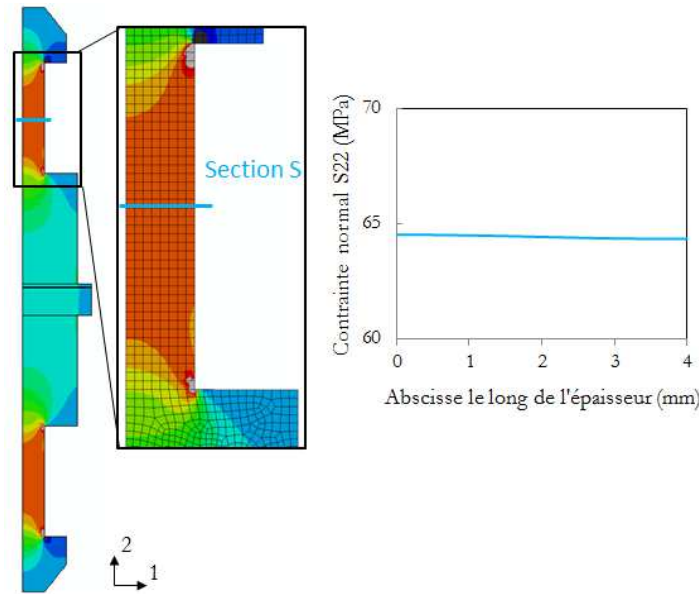 Section S
2
1
Contrainte normal S22 (MPa)
70
65
60
0 1 2 3 4
Abscisse le long de l'épaisseur (mm)